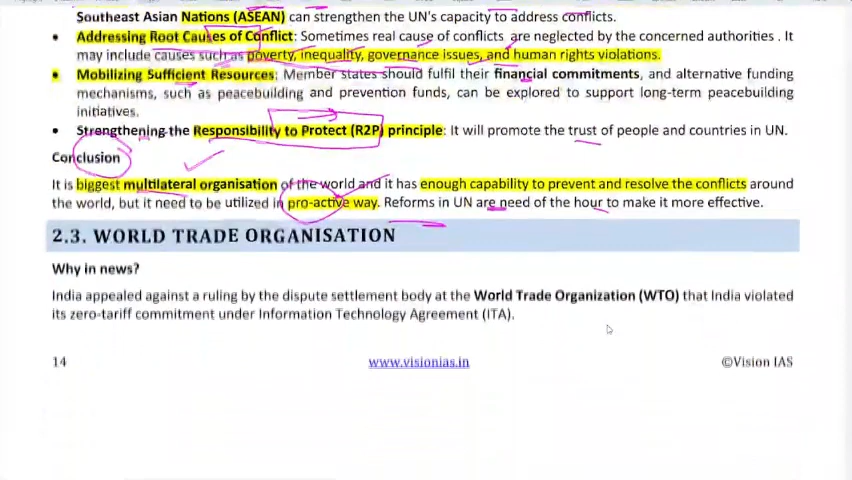 Southeast Asian Nations (ASEAN) can strengthen the UN's capacity to address conflicts.
• Addressing Root Causes of Conflict: Sometimes real cause of conflicts are neglected by the concerned authorities . It
may include causes such as poverty, inequality, governance issues, and human rights violations.
• Mobilizing Sufficient Resources: Member states should fulfil their financial commitments, and alternative funding
mechanisms, such as peacebuilding and prevention funds, can be explored to support long-term peacebuilding
initiatives.
• Strengthening the Responsibility to Protect (R2P) principle: It will promote the trust of people and countries in UN.
Conclusion
It is biggest multilateral organisation of the world and it has enough capability to prevent and resolve the conflicts around
the world, but it need to be utilized in pro-active way. Reforms in UN are need of the hour to make it more effective.
2.3. WORLD TRADE ORGANISATION
Why in news?
India appealed against a ruling by the dispute settlement body at the World Trade Organization (WTO) that India violated
its zero-tariff commitment under Information Technology Agreement (ITA).
14 www.visionias.in ©Vision IAS